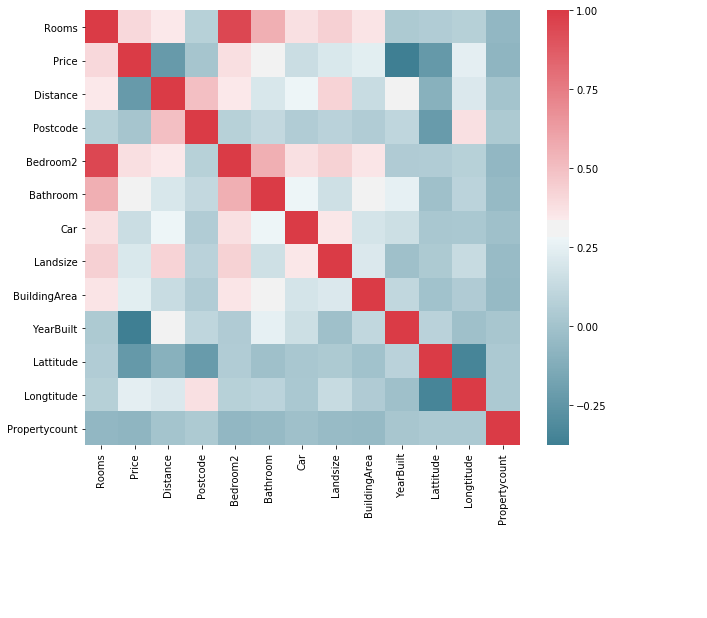 Rooms
Price
Distance
Postcode
Bedroom2
Bathroom
Car
Landsize
BuildingArea
YearBuilt
Lattitude
Longtitude
Propertycount
Rooms
Price
Distance
Postcode
Bedroom2
Bathroom
Car
Landsize
BuildingArea
YearBuilt
Lattitude
Longtitude
Propertycount
1.00
0.75
0.50
0.25
0.00
−0.25